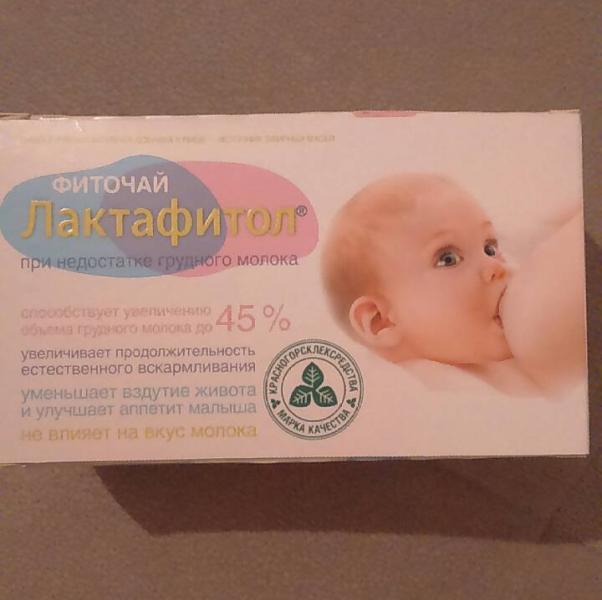 ФИТОЧАЙ
Лактафитол®
при недостатке грудного молока
способствует увеличению
объема грудного молока до 45%
увеличивает продолжительность
естественного вскармливания
уменьшает вздутие живота
и улучшает аппетит малыша
не влияет на вкус молока
КРАСНОГОРСКЛЕКСРЕДСТВА
МАРКА КАЧЕСТВА